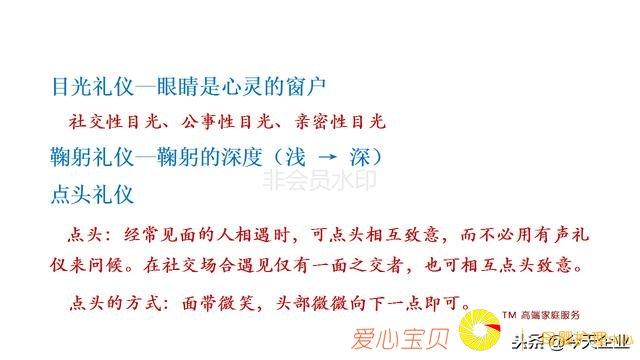 目光礼仪—眼睛是心灵的窗户
社交性目光、公事性目光、亲密性目光
鞠躬礼仪—鞠躬的深度（浅 → 深）
非会员水印
点头礼仪
点头：经常见面的人相遇时，可点头相互致意，而不必用有声礼
仪来问候。在社交场合遇见仅有一面之交者，也可相互点头致意。
点头的方式：面带微笑，头部微微向下一点即可。
爱心宝贝
TM 高端家庭服务
头条 @今天企业